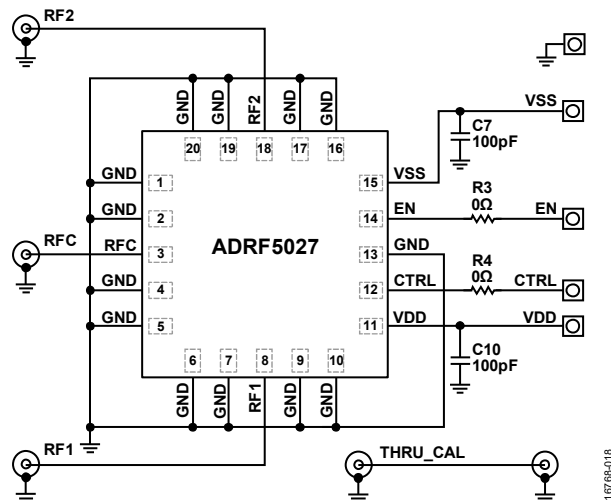 RF2
GND
GND
RF2
GND
GND
20
19
18
17
16
VSS
C7
100pF
GND
1
15
VSS
R3
0Ω
GND
2
14
EN
EN
RFC
RFC
3
ADRF5027
13
GND
R4
0Ω
GND
4
12
CTRL
CTRL
GND
5
11
VDD
VDD
C10
100pF
6
7
8
9
10
GND
GND
RF1
GND
GND
RF1
THRU_CAL
16768-018